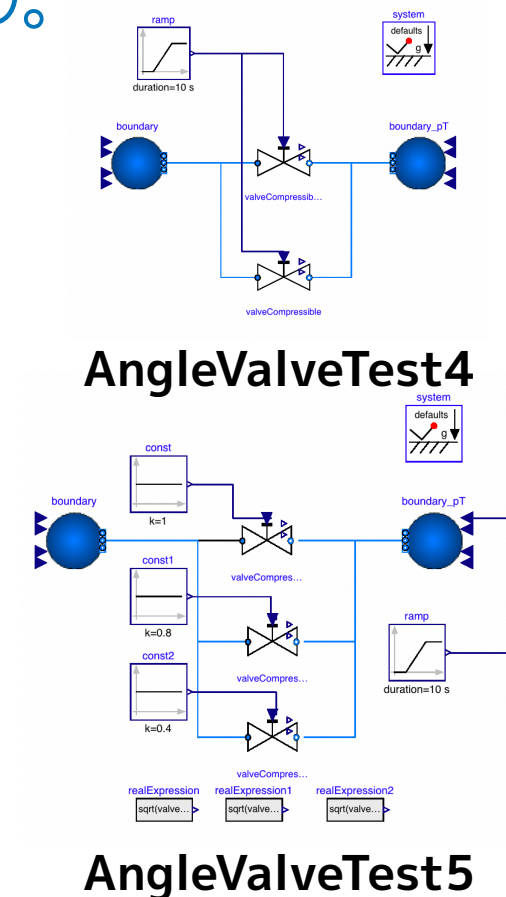 ramp
system
defaults
g
duration=10 s
boundary
boundary_pT
valveCompressib...
valveCompressible
AngleValveTest4
system
defaults
g
const
k=1
boundary
boundary_pT
const1
valveCompres...
k=0.8
ramp
const2
valveCompres...
duration=10 s
k=0.4
valveCompres...
realExpression realExpression1 realExpression2
sqrt(valve... sqrt(valve... sqrt(valve...
AngleValveTest5